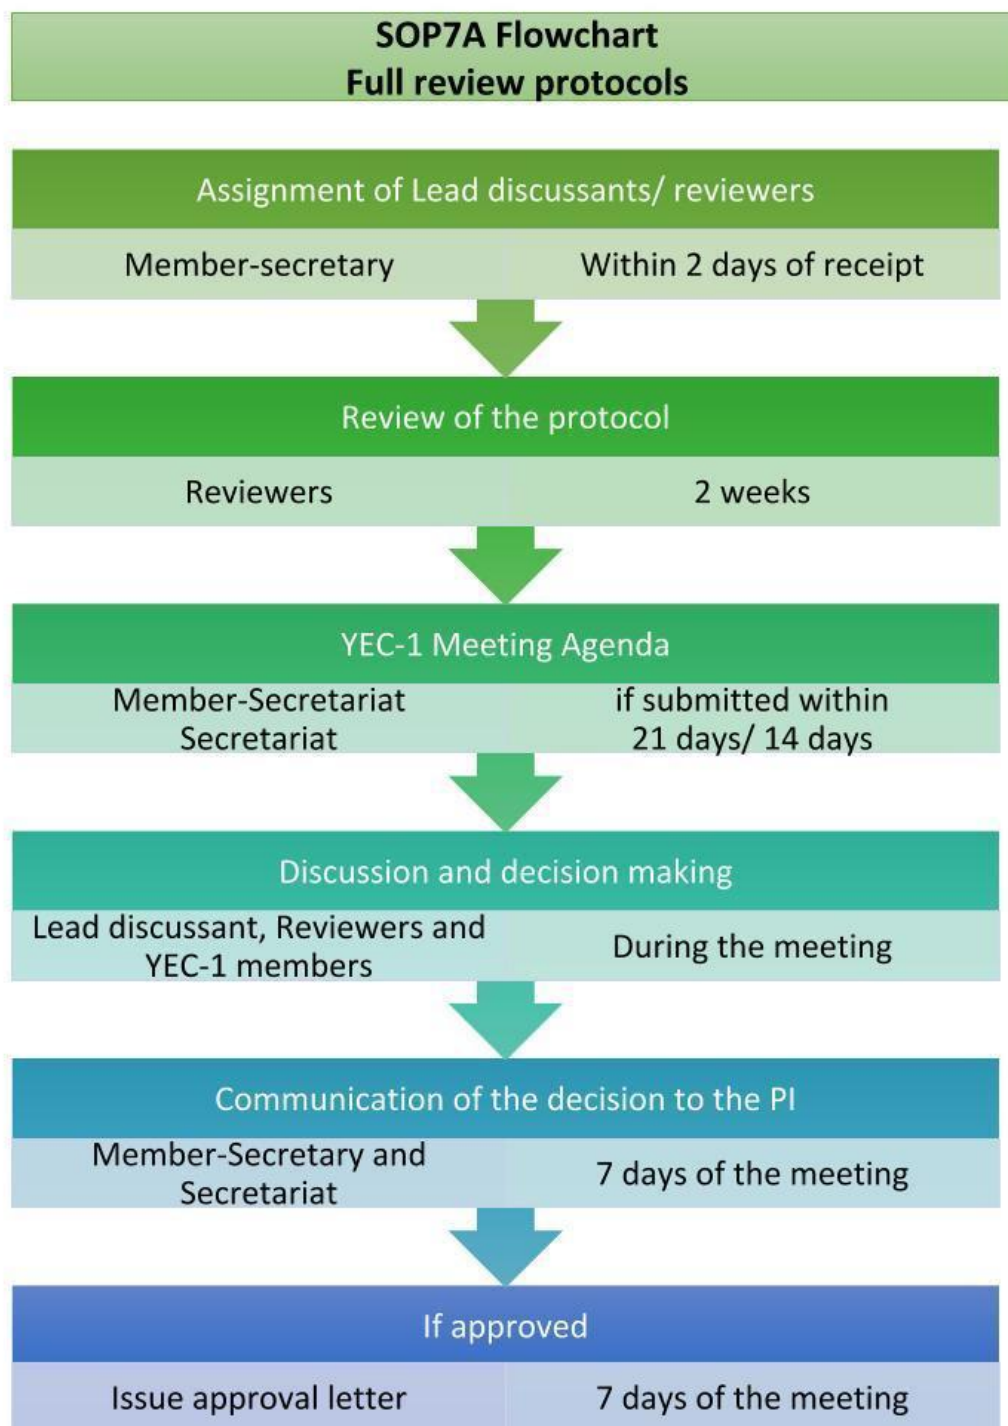 SOP7A Flowchart
Full review protocols
Assignment of Lead discussants/ reviewers
Member-secretary
Within 2 days of receipt
Review of the protocol
Reviewers
2 weeks
YEC-1 Meeting Agenda
Member-Secretariat
Secretariat
if submitted within
21 days/ 14 days
Discussion and decision making
Lead discussant, Reviewers and
YEC-1 members
During the meeting
Communication of the decision to the PI
Member-Secretary and
Secretariat
7 days of the meeting
If approved
Issue approval letter
7 days of the meeting